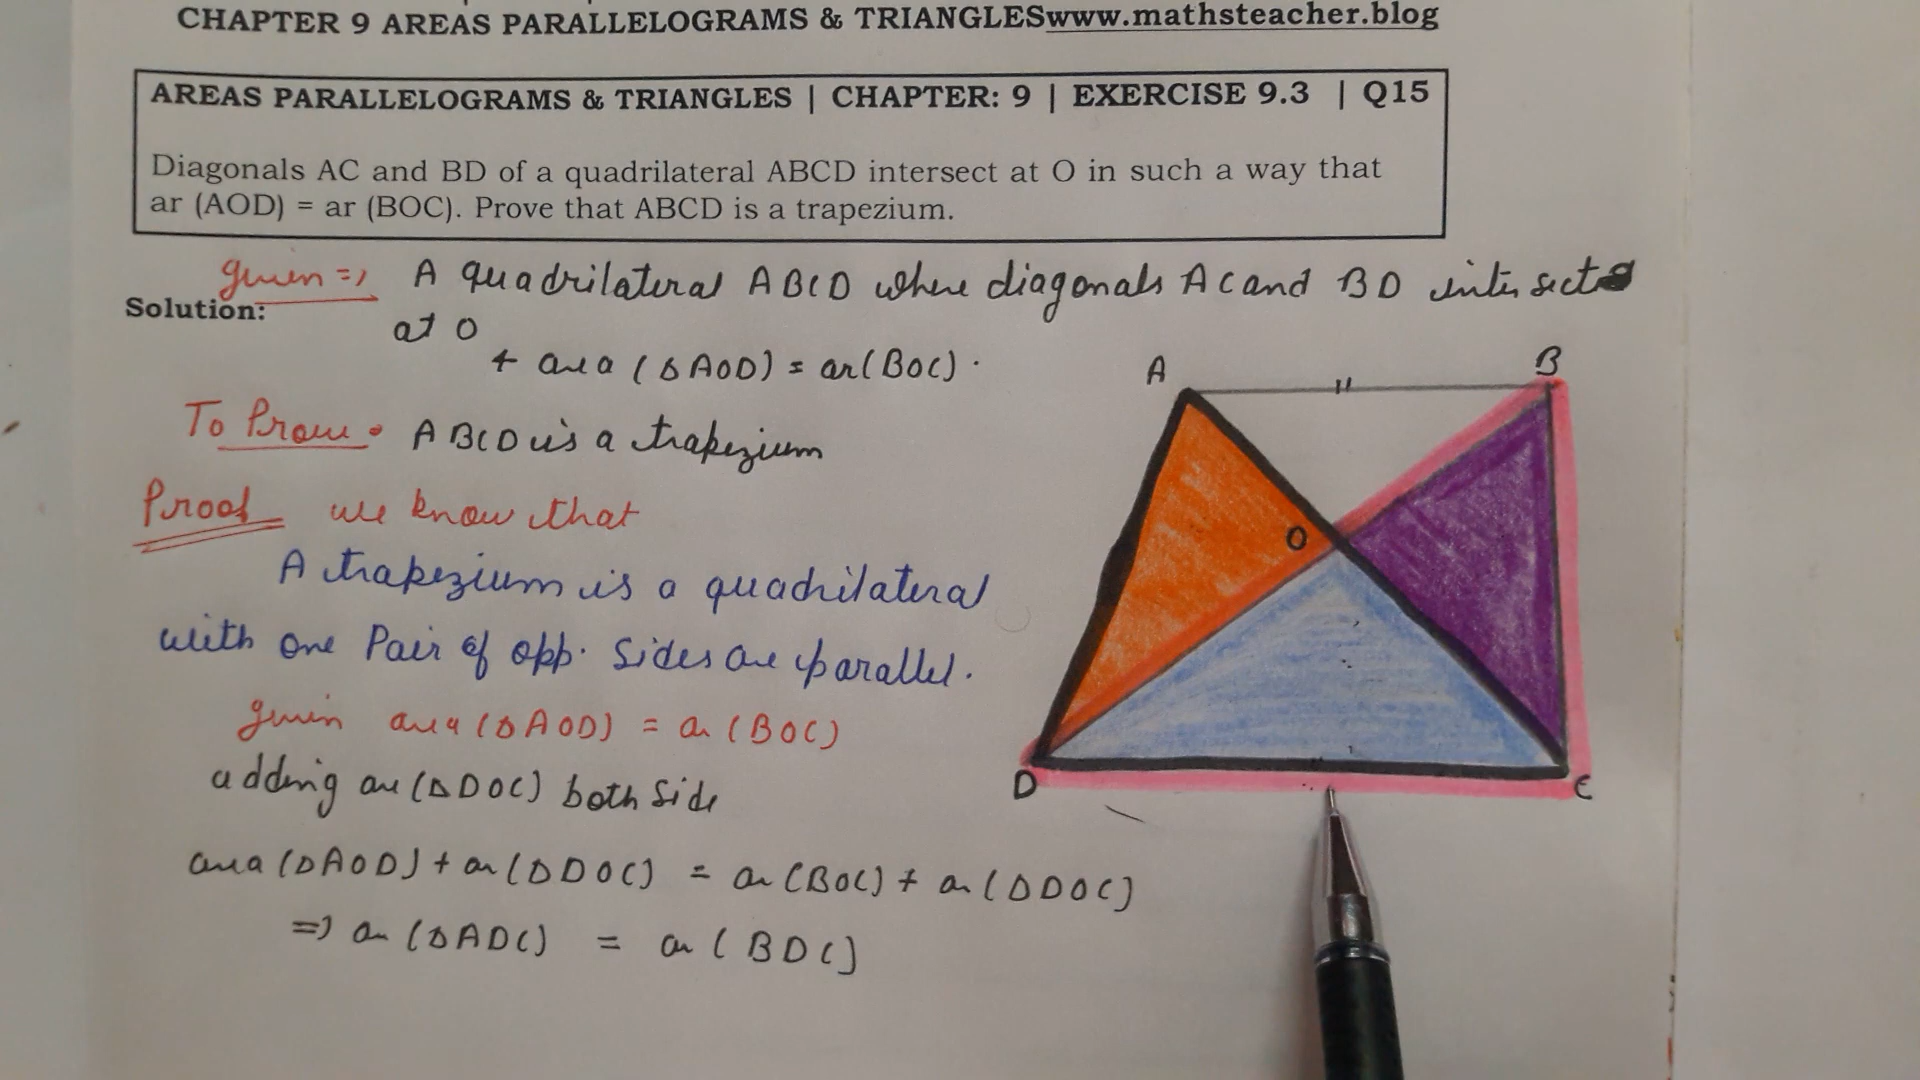 CHAPTER 9 AREAS PARALLELOGRAMS & TRIANGLESwww.mathsteacher.blog
AREAS PARALLELOGRAMS & TRIANGLES | CHAPTER: 9 | EXERCISE 9.3 | Q15
Diagonals AC and BD of a quadrilateral ABCD intersect at O in such a way that
ar (AOD) = ar (BOC). Prove that ABCD is a trapezium.
given => A quadrilateral ABCD where diagonals AC and BD intersect
Solution:
at O
+ area (ΔAOD) = ar(BOC).
To Prove. ABCD is a trapezium
Proof we know that
A trapezium is a quadrilateral
with one Pair of opp. Sides are parallel.
given area (ΔAOD) = ar (BOC)
adding ar (ΔDOC) both Side
area (ΔAOD) + ar (ΔDOC) = ar (BOC) + ar (ΔDOC)
=> ar (ΔADC) = ar (BDC)
A
B
O
D
C